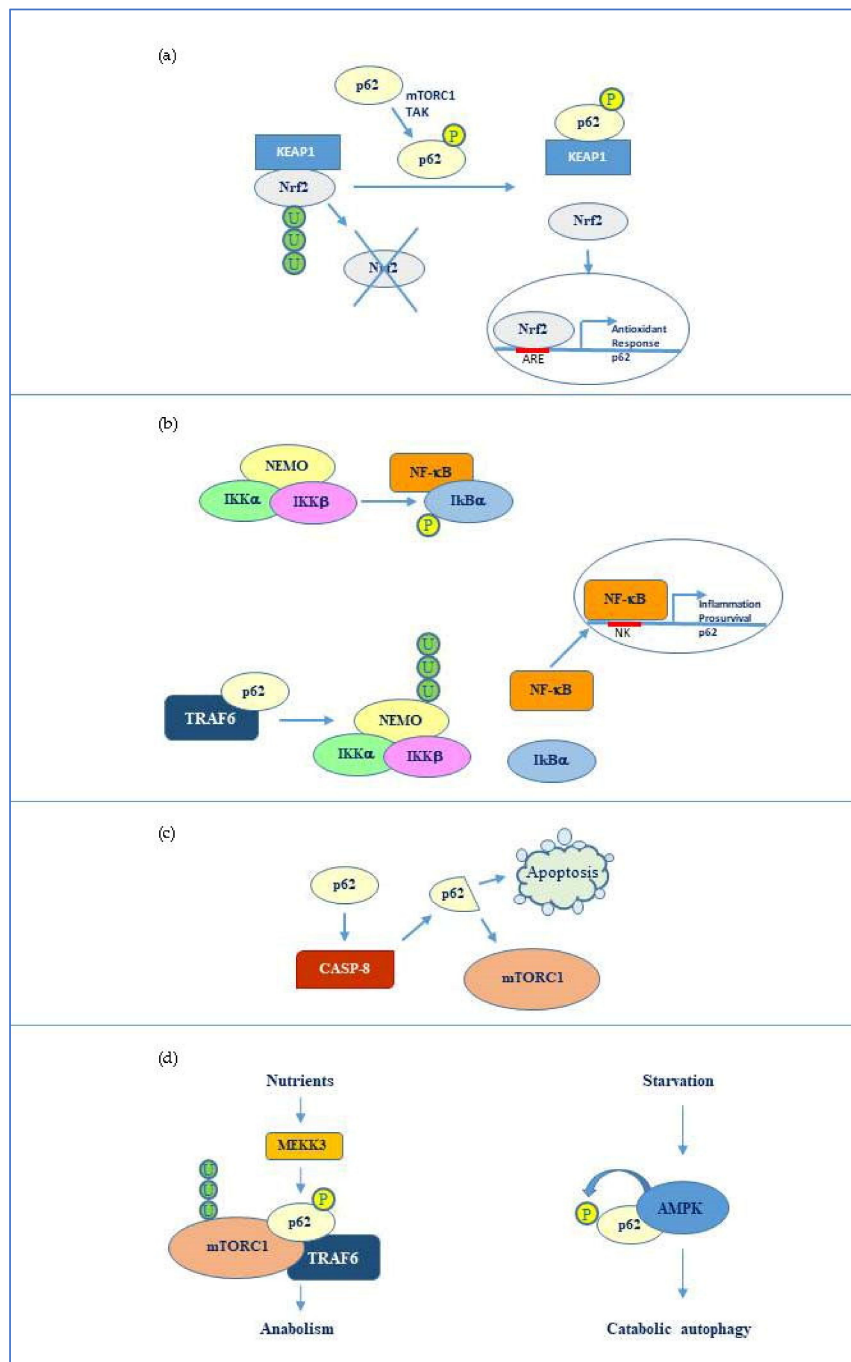 (a)
p62
mTORC1
TAK
P
p62
KEAP1
Nrf2
U
U
U
Nrf2
P
p62
KEAP1
Nrf2
Nrf2
ARE
Antioxidant
Response
p62
(b)
NEMO
IKKα
IKKβ
NF-κB
IkBα
P
NF-κB
NK
Inflammation
Prosurvival
p62
p62
TRAF6
U
U
U
NEMO
IKKα
IKKβ
NF-κB
IkBα
(c)
p62
CASP-8
p62
Apoptosis
mTORC1
(d)
Nutrients
MEKK3
U
U
U
P
p62
mTORC1
TRAF6
Anabolism
Starvation
P
p62
AMPK
Catabolic autophagy